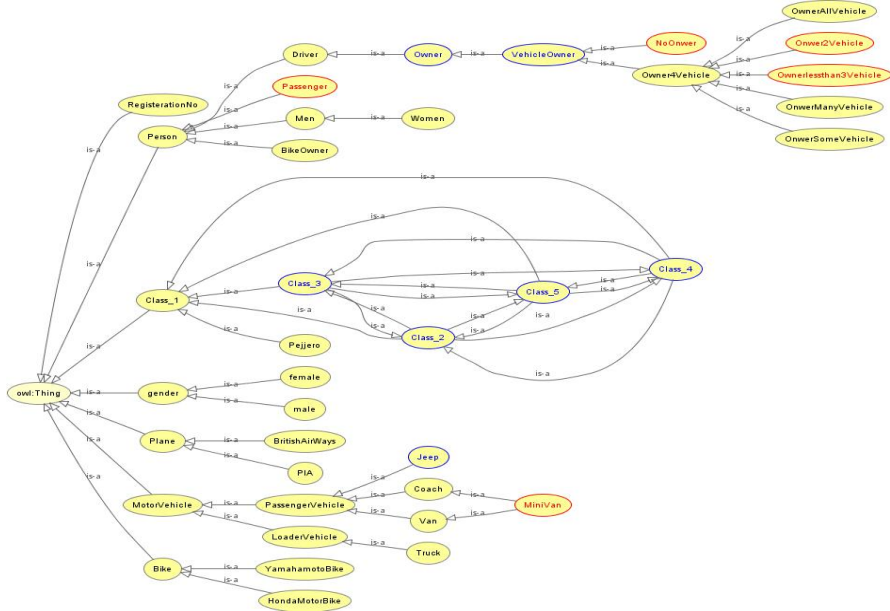 OwnerAllVehicle
NoOnwer
Onwer2Vehicle
Driver
Owner
VehicleOwner
is-a
is-a
is-a
is-a
is-a
is-a
Owner4Vehicle
Ownerlessthan3Vehicle
is-a
is-a
is-a
is-a
Passenger
RegisterationNo
is-a
OnwerManyVehicle
is-a
is-a
Men
is-a
Women
Person
is-a
OnwerSomeVehicle
is-a
BikeOwner
is-a
is-a
is-a
is-a
is-a
Class_4
Class_3
is-a
is-a
is-a
Class_5
is-a
is-a
is-a
Class_1
is-a
is-a
is-a
is-a
is-a
Class_2
is-a
is-a
Pejjero
is-a
is-a
female
is-a
owl:Thing
is-a
gender
is-a
male
is-a
Plane
is-a
BritishAirWays
is-a
is-a
Jeep
PIA
is-a
is-a
is-a
Coach
is-a
MotorVehicle
is-a
PassengerVehicle
MiniVan
is-a
Van
is-a
is-a
LoaderVehicle
is-a
Truck
Bike
is-a
YamahamotoBike
is-a
HondaMotorBike